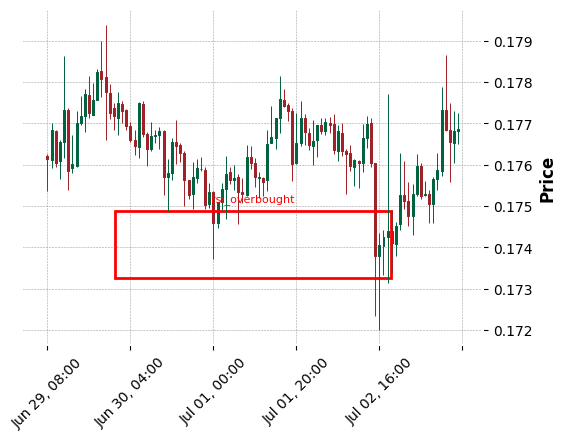 0.179
0.178
0.177
0.176
0.175
0.174
0.173
0.172
Price
rsi_overbought
Jun 29, 08:00
Jun 30, 04:00
Jul 01, 00:00
Jul 01, 20:00
Jul 02, 16:00